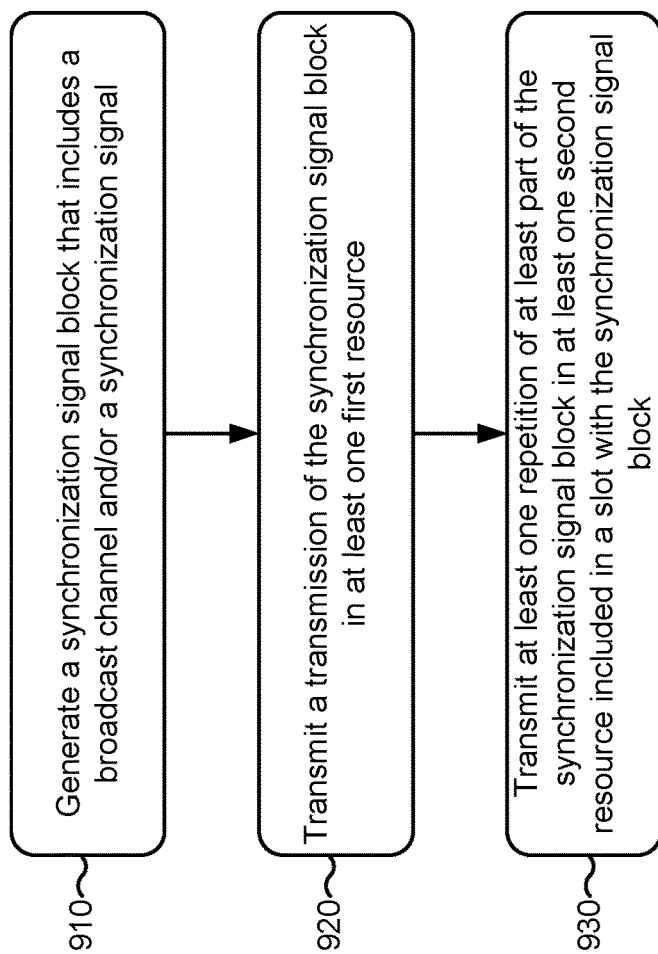 910
Generate a synchronization signal block that includes a
broadcast channel and/or a synchronization signal
920
Transmit a transmission of the synchronization signal block
in at least one first resource
930
Transmit at least one repetition of at least part of the
synchronization signal block in at least one second
resource included in a slot with the synchronization signal
block